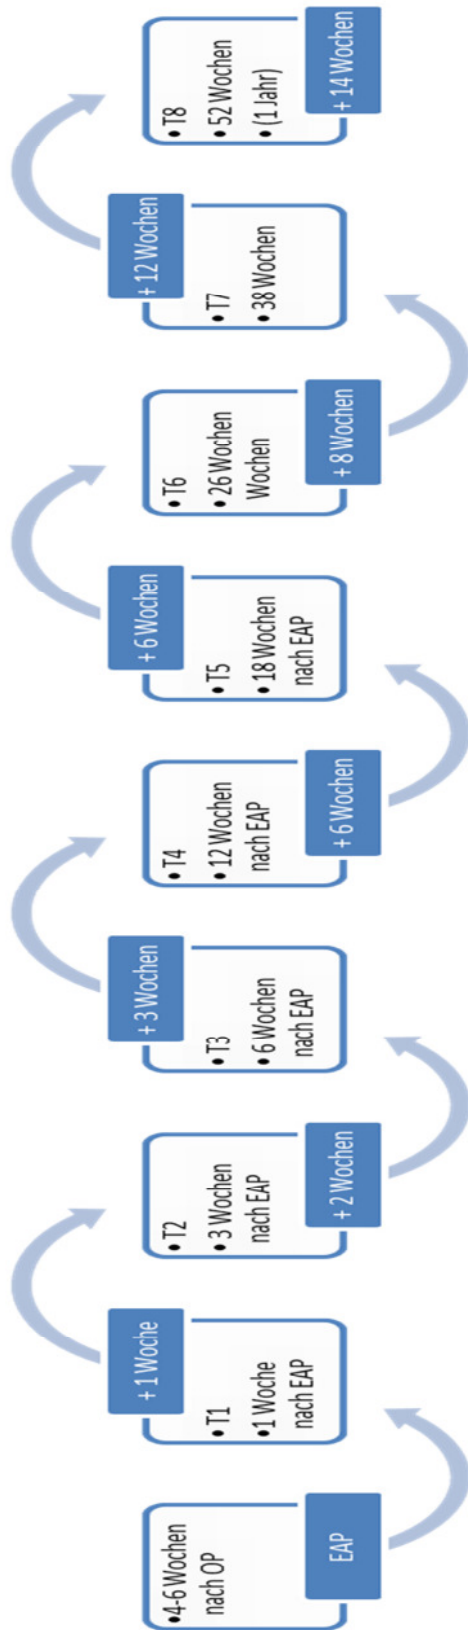 4-6 Wochen
nach OP
EAP
+ 1 Woche
T1
1 Woche
nach EAP
T2
3 Wochen
nach EAP
+ 2 Wochen
+ 3 Wochen
T3
6 Wochen
nach EAP
T4
12 Wochen
nach EAP
+ 6 Wochen
+ 6 Wochen
T5
18 Wochen
nach EAP
T6
26 Wochen
Wochen
+ 8 Wochen
+ 12 Wochen
T7
38 Wochen
T8
52 Wochen
(1 Jahr)
+ 14 Wochen